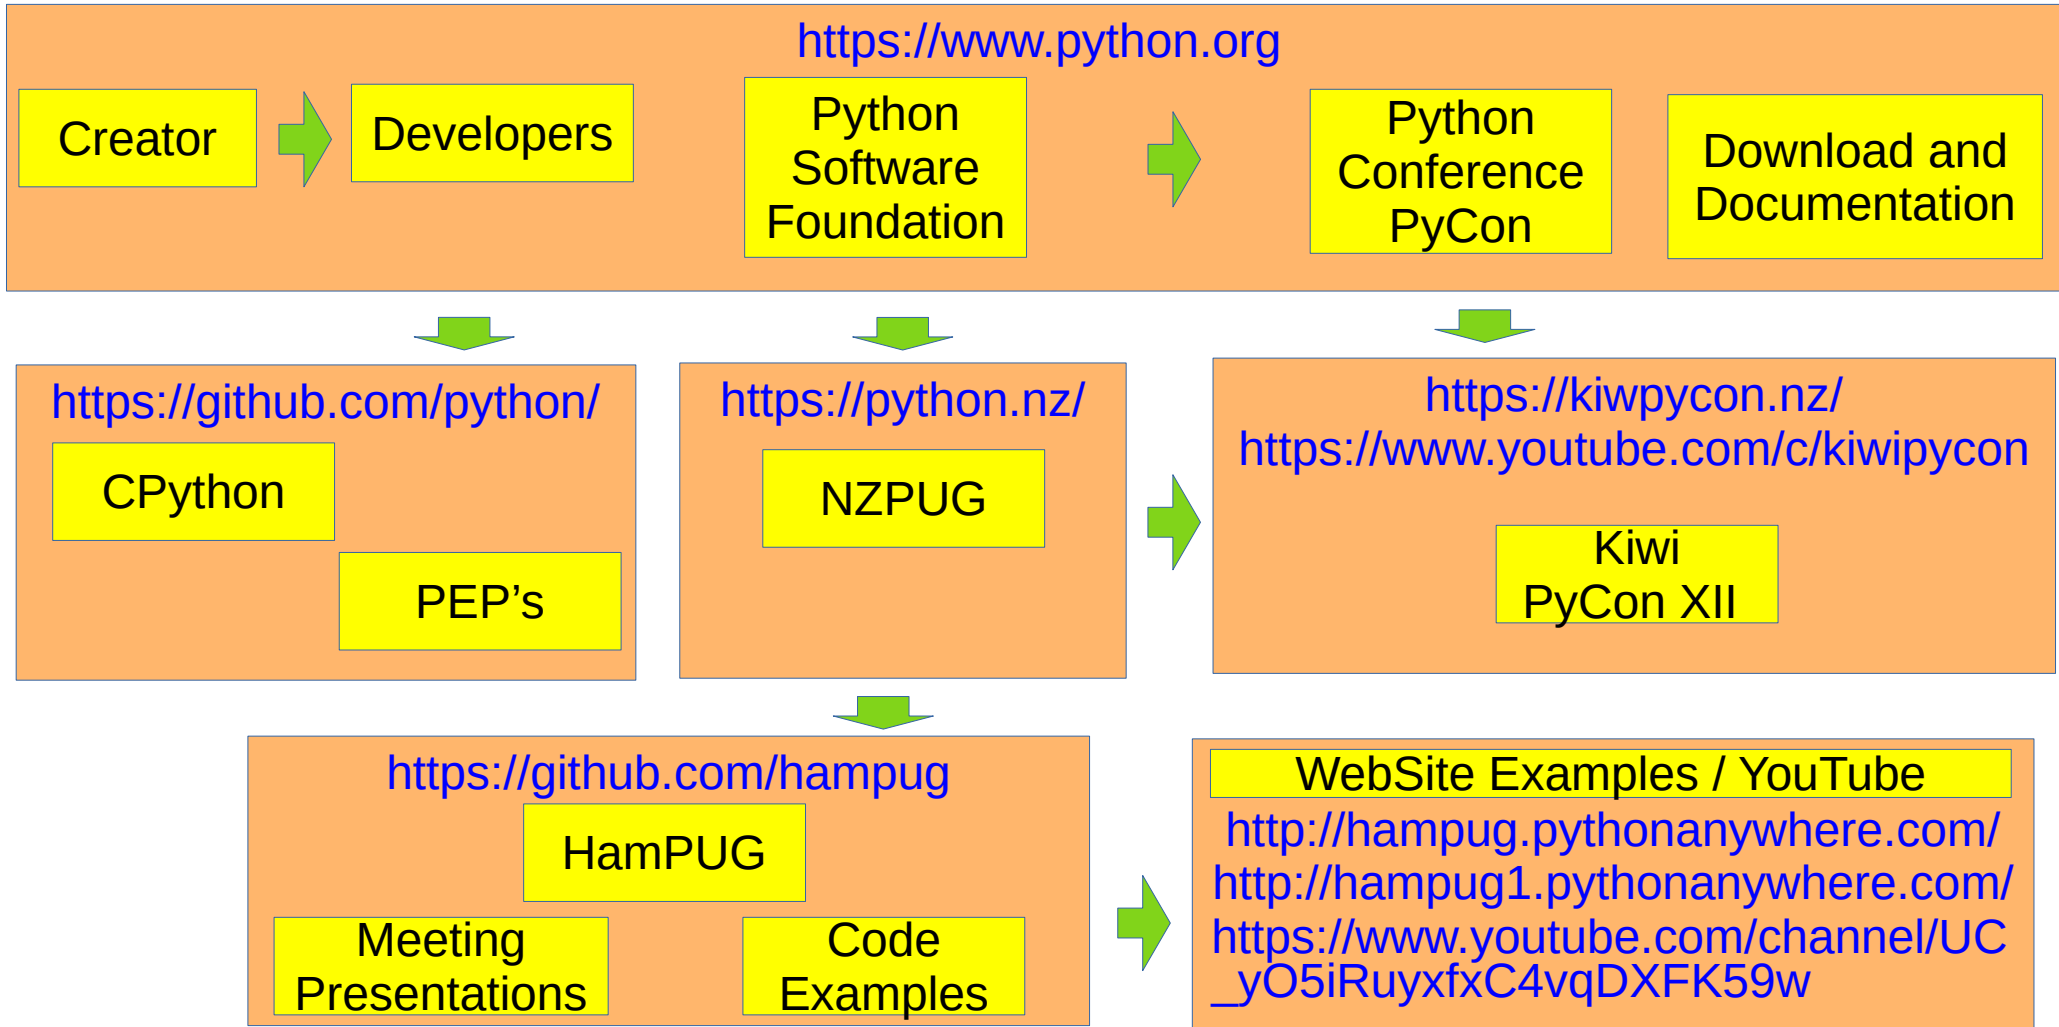 https://www.python.org
Creator
Developers
Python
Software
Foundation
Python
Conference
PyCon
Download and
Documentation
https://github.com/python/
CPython
PEP’s
https://python.nz/
NZPUG
https://kiwpycon.nz/
https://www.youtube.com/c/kiwipycon
Kiwi
PyCon XII
https://github.com/hampug
HamPUG
Meeting
Presentations
Code
Examples
WebSite Examples / YouTube
http://hampug.pythonanywhere.com/
http://hampug1.pythonanywhere.com/
https://www.youtube.com/channel/UC
_yO5iRuyxfxC4vqDXFK59w